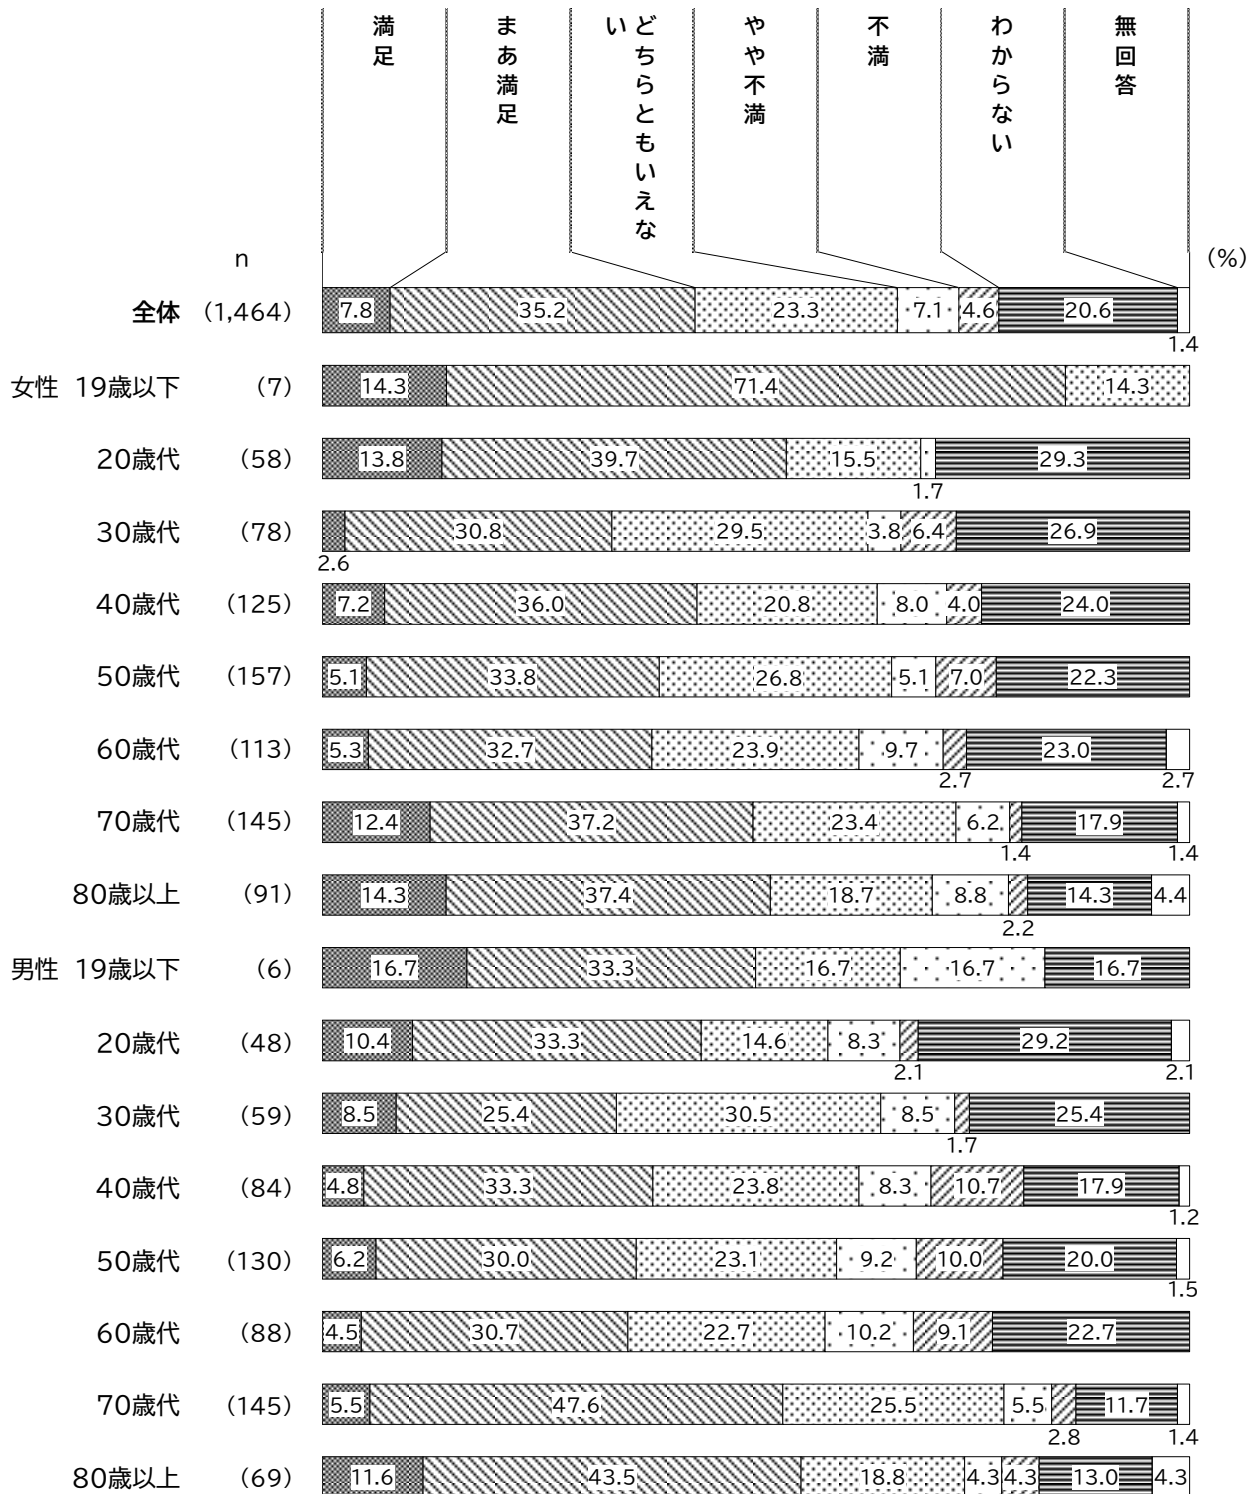 満足
まあ満足
どちらともいえな
い
やや不満
不満
わからない
無回答
n
(%)
全体 (1,464) 7.8 35.2 23.3 7.1 4.6 20.6
1.4
女性 19歳以下 (7) 14.3 71.4 14.3
20歳代 (58) 13.8 39.7 15.5 29.3
1.7
30歳代 (78) 30.8 29.5 3.8 6.4 26.9
2.6
40歳代 (125) 7.2 36.0 20.8 8.0 4.0 24.0
50歳代 (157) 5.1 33.8 26.8 5.1 7.0 22.3
60歳代 (113) 5.3 32.7 23.9 9.7 23.0
2.7 2.7
70歳代 (145) 12.4 37.2 23.4 6.2 17.9
1.4 1.4
80歳以上 (91) 14.3 37.4 18.7 8.8 14.3 4.4
2.2
男性 19歳以下 (6) 16.7 33.3 16.7 16.7 16.7
20歳代 (48) 10.4 33.3 14.6 8.3 29.2
2.1 2.1
30歳代 (59) 8.5 25.4 30.5 8.5 25.4
1.7
40歳代 (84) 4.8 33.3 23.8 8.3 10.7 17.9
1.2
50歳代 (130) 6.2 30.0 23.1 9.2 10.0 20.0
1.5
60歳代 (88) 4.5 30.7 22.7 10.2 9.1 22.7
70歳代 (145) 5.5 47.6 25.5 5.5 11.7
2.8 1.4
80歳以上 (69) 11.6 43.5 18.8 4.3 4.3 13.0 4.3